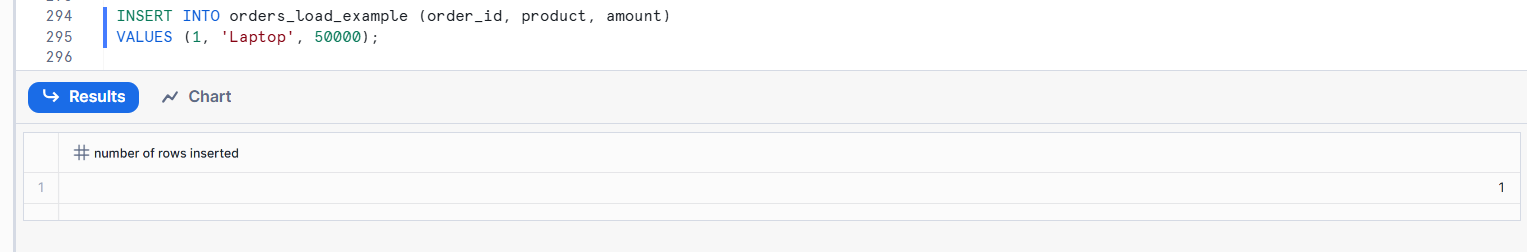 294 INSERT INTO orders_load_example (order_id, product, amount)
295 VALUES (1, 'Laptop', 50000);
296
Results Chart
number of rows inserted
1 1